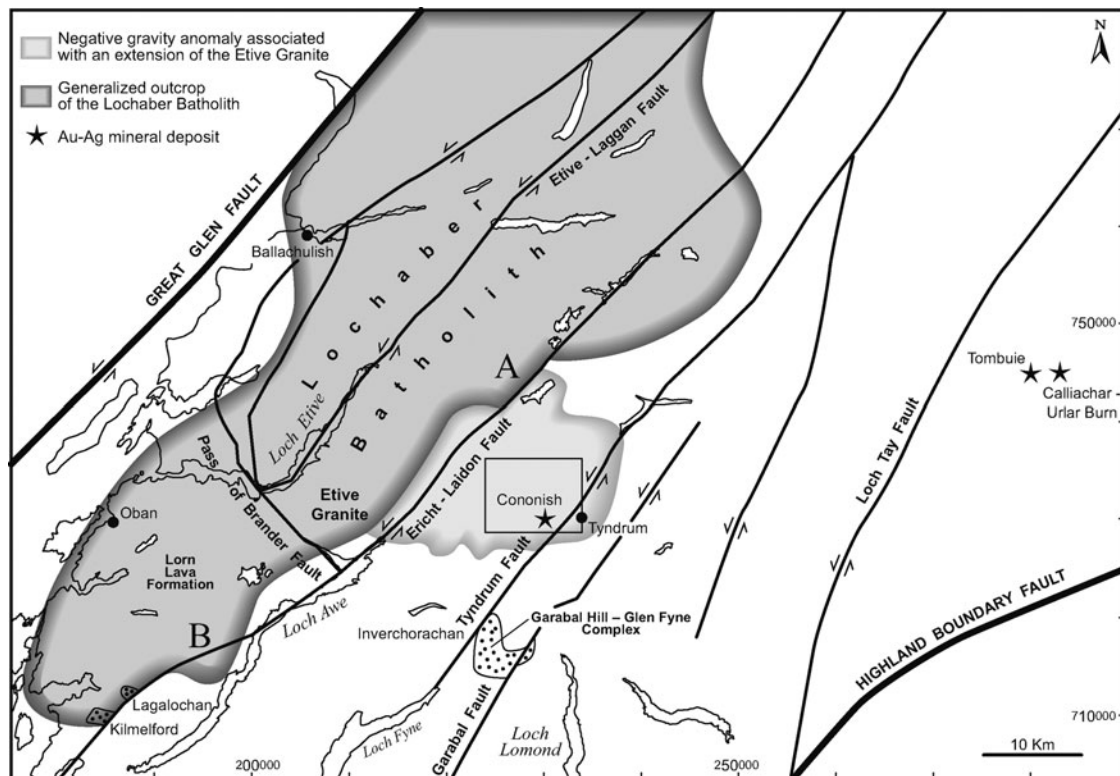 Negative gravity anomaly associated
with an extension of the Etive Granite
Generalized outcrop
of the Lochaber Batholith
Au-Ag mineral deposit
N
GREAT GLEN FAULT
Ballachulish
Etive - Laggan Fault
Lochaber
Batholith
Loch Etive
A
750000
Tombuie
Calliachar -
Urlar Burn
Loch Tay Fault
Pass
of Brander Fault
Etive
Granite
Ericht - Laidon Fault
Cononish
Tyndrum
Oban
Lorn
Lava
Formation
Tyndrum Fault
B
Loch Awe
Inverchorachan
Garabal Hill – Glen Fyne
Complex
HIGHLAND BOUNDARY FAULT
Lagalochan
Kilmelford
Loch Fyne
Garabal Fault
Loch
Lomond
710000
200000
250000
10 Km